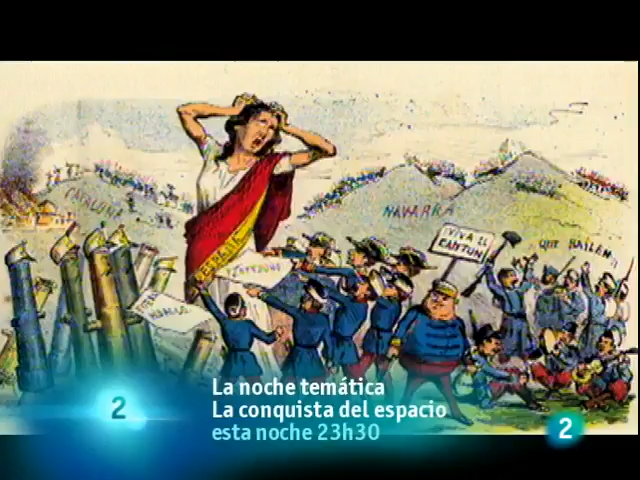 CATALUÑA
NAVARRA
¡VIVA EL
CANTON
QUE BAILEN
ESPAÑA
2
La noche temática
La conquista del espacio
esta noche 23h30
2